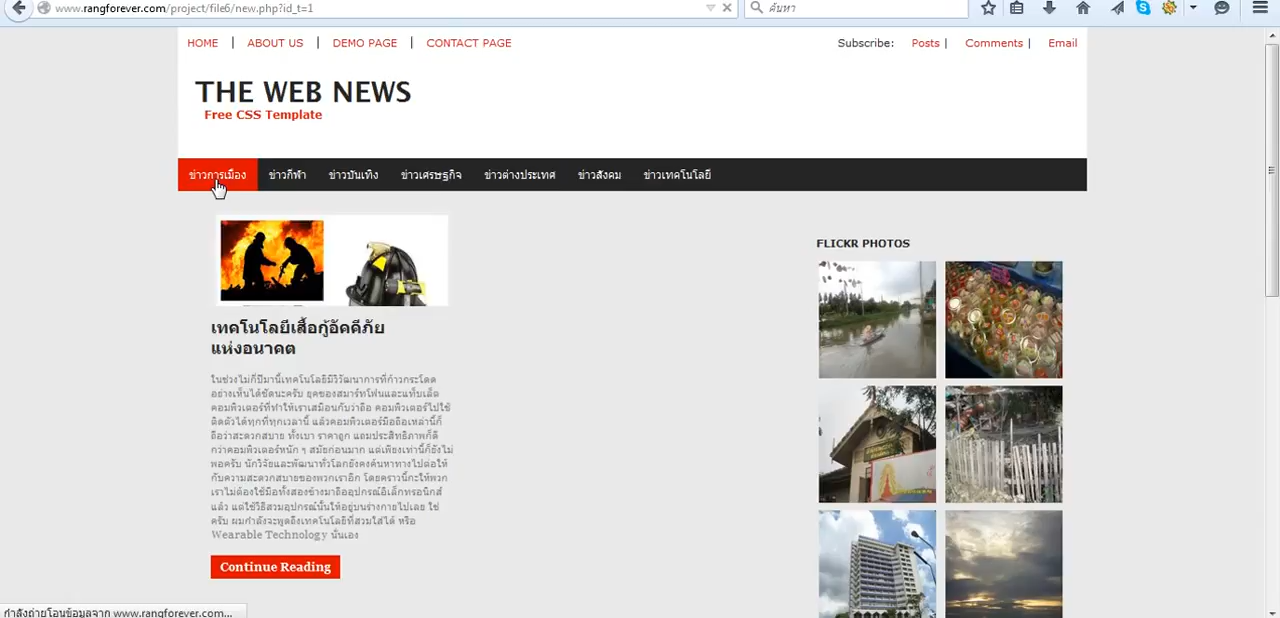 www.rangforever.com/project/file6/new.php?id_t=1
ค้นหา
HOME | ABOUT US | DEMO PAGE | CONTACT PAGE
Subscribe: Posts | Comments | Email
THE WEB NEWS
Free CSS Template
ข่าวการเมือง ข่าวกีฬา ข่าวบันเทิง ข่าวเศรษฐกิจ ข่าวต่างประเทศ ข่าวสังคม ข่าวเทคโนโลยี
FLICKR PHOTOS
เทคโนโลยีเสื้อกู้อัคดีภัย
แห่งอนาคต
ในช่วงไม่กี่ปีมานี้เทคโนโลยีมีวิวัฒนาการที่ก้าวกระโดด
อย่างเห็นได้ชัดนะครับ ยุคของสมาร์ทโฟนและแท็บเล็ต
คอมพิวเตอร์ที่ทำให้เราเสมือนกับว่าถือ คอมพิวเตอร์ไปใช้
ติดตัวได้ทุกที่ทุกเวลานี้ แล้วคอมพิวเตอร์มือถือเหล่านี้ก็
ถือว่าสะดวกสบาย ทั้งเบา ราคาถูก แถมประสิทธิภาพก็ดี
กว่าคอมพิวเตอร์หนัก ๆ สมัยก่อนมาก แต่เพียงเท่านี้ก็ยังไม่
พอครับ นักวิจัยและพัฒนาทั่วโลกยังคงค้นหาทางไปต่อให้
กับความสะดวกสบายของพวกเราอีก โดยคราวนี้กะให้พวก
เราไม่ต้องใช้มือทั้งสองข้างมาถืออุปกรณ์อิเล็กทรอนิกส์
แล้ว แต่ใช้วิธีสวมอุปกรณ์นั้นให้อยู่บนร่างกายไปเลย ใช่
ครับ ผมกำลังจะพูดถึงเทคโนโลยีที่สวมใส่ได้ หรือ
Wearable Technology นั่นเอง
Continue Reading
กำลังถ่ายโอนข้อมูลจาก www.rangforever.com...